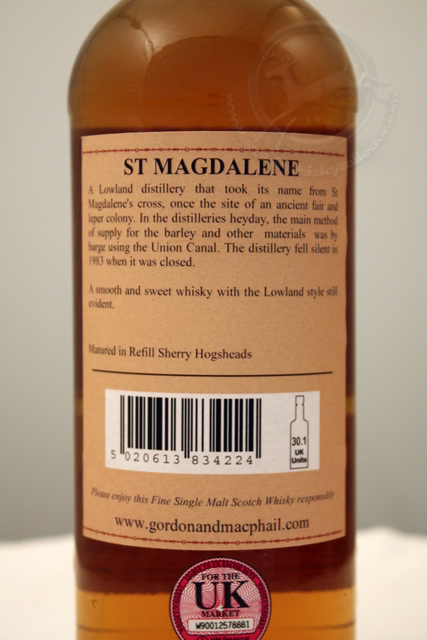 ST MAGDALENE
A Lowland distillery that took its name from St
Magdalene's cross, once the site of an ancient fair and
leper colony. In the distilleries heyday, the main method
of supply for the barley and other materials was by
barge using the Union Canal. The distillery fell silent in
1983 when it was closed.
A smooth and sweet whisky with the Lowland style still
evident.
Matured in Refill Sherry Hogsheads
5 020613 834224
30.1
UK
Units
Please enjoy this Fine Single Malt Scotch Whisky responsibly
www.gordonandmacphail.com
FOR THE
UK
MARKET
W90012578881